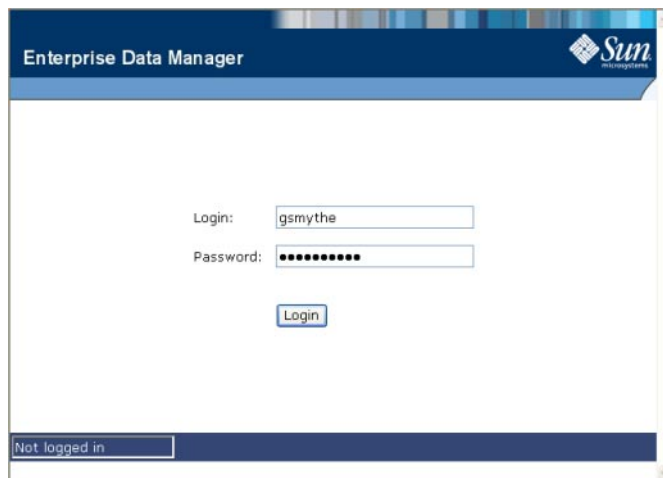 Enterprise Data Manager
Sun
microsystems
Login: gsmythe
Password: ●●●●●●●●●●
Login
Not logged in